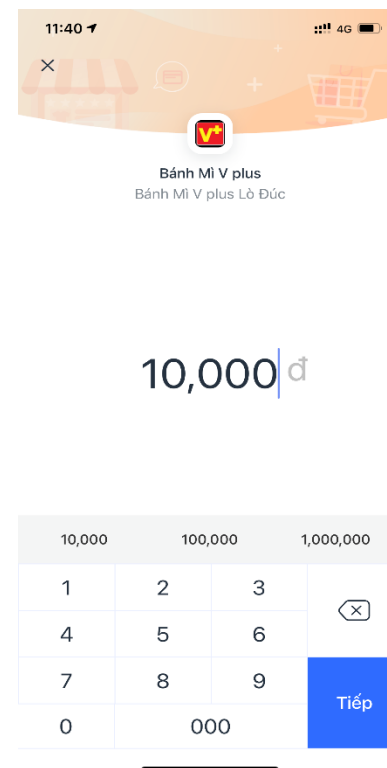 11:40 4G
V+
Bánh Mì V plus
Bánh Mì V plus Lò Đúc
10,000 đ
10,000 100,000 1,000,000
1 2 3
4 5 6
7 8 9
Tiếp
0 000